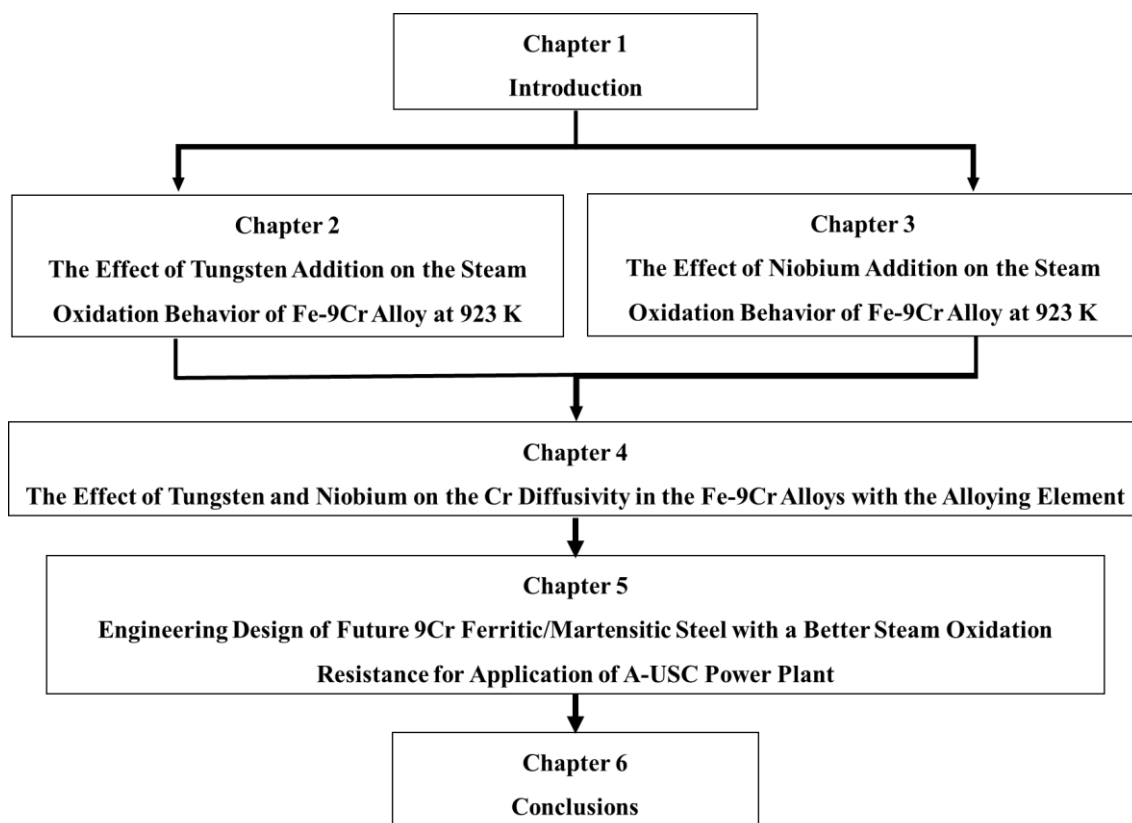 Chapter 1
Introduction
Chapter 2
The Effect of Tungsten Addition on the Steam
Oxidation Behavior of Fe-9Cr Alloy at 923 K
Chapter 3
The Effect of Niobium Addition on the Steam
Oxidation Behavior of Fe-9Cr Alloy at 923 K
Chapter 4
The Effect of Tungsten and Niobium on the Cr Diffusivity in the Fe-9Cr Alloys with the Alloying Element
Chapter 5
Engineering Design of Future 9Cr Ferritic/Martensitic Steel with a Better Steam Oxidation
Resistance for Application of A-USC Power Plant
Chapter 6
Conclusions